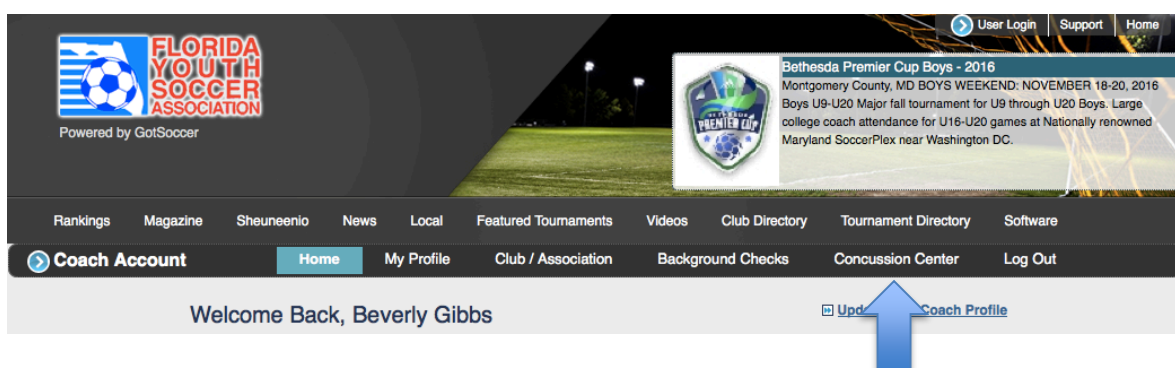 User Login Support Home
FLORIDA
YOUTH
SOCCER
ASSOCIATION
Powered by GotSoccer
Bethesda Premier Cup Boys - 2016
Montgomery County, MD BOYS WEEKEND: NOVEMBER 18-20, 2016
Boys U9-U20 Major fall tournament for U9 through U20 Boys. Large
college coach attendance for U16-U20 games at Nationally renowned
Maryland SoccerPlex near Washington DC.
BETHESDA
PREMIER CUP
Rankings Magazine Sheuneenio News Local Featured Tournaments Videos Club Directory Tournament Directory Software
Coach Account Home My Profile Club / Association Background Checks Concussion Center Log Out
Welcome Back, Beverly Gibbs
Coach Profile